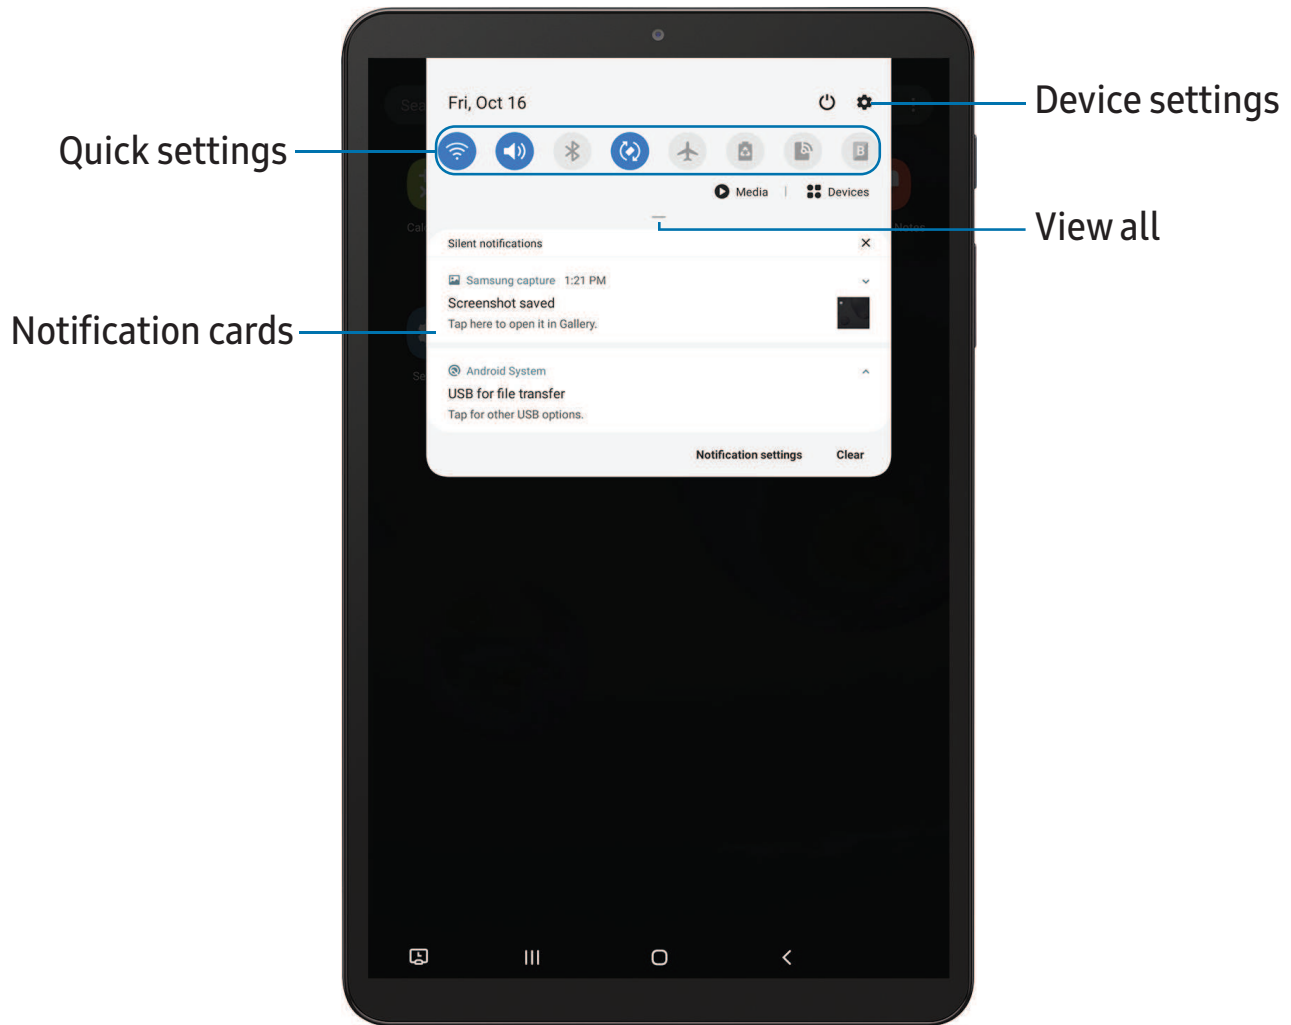 Fri, Oct 16
Device settings
Quick settings
B
Media | Devices
View all
Notes
Silent notifications
Samsung capture 1:21 PM
Screenshot saved
Tap here to open it in Gallery.
Notification cards
Android System
USB for file transfer
Tap for other USB options.
Notification settings Clear